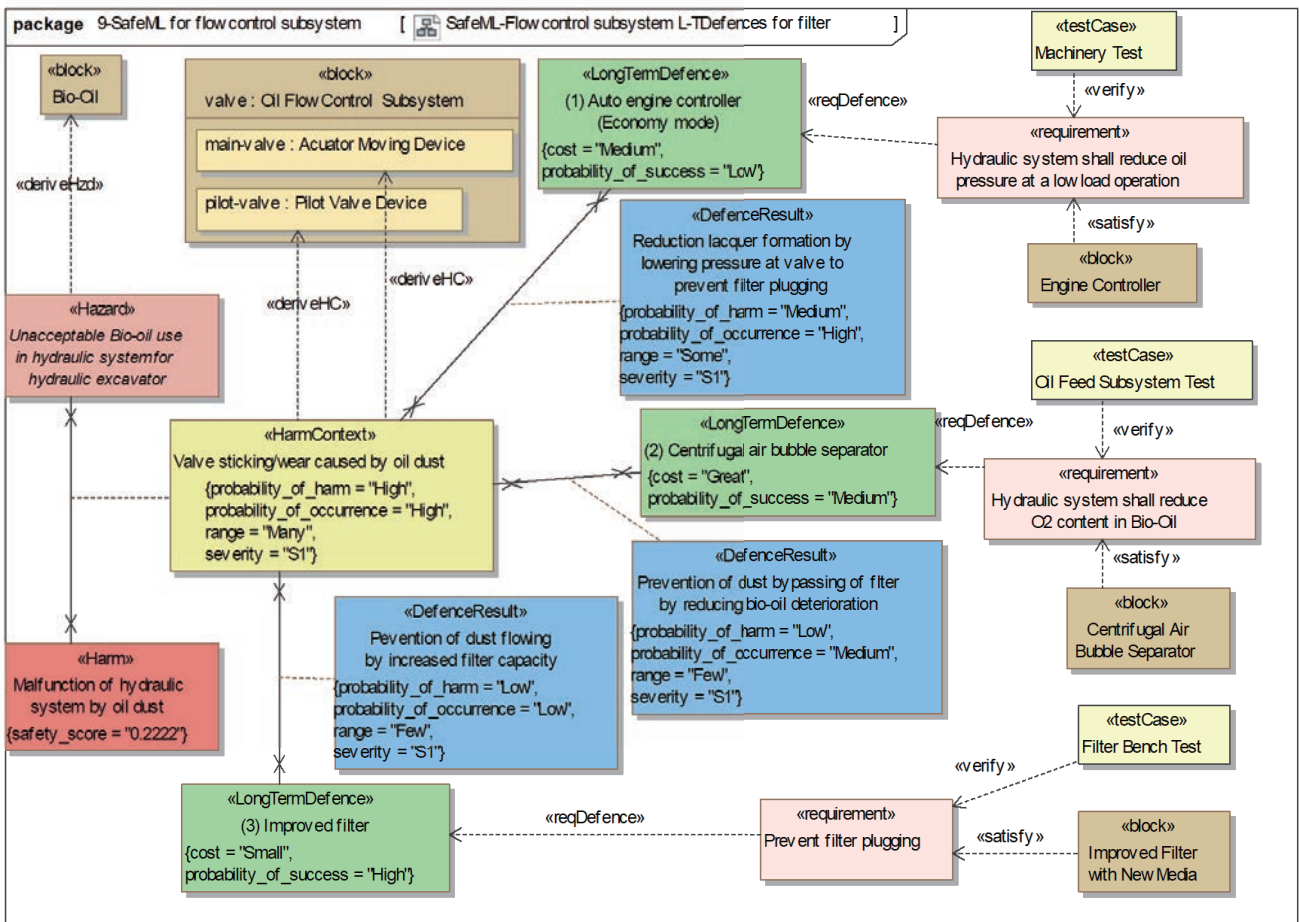 package 9-SafeML for flow control subsystem [ SafeML-Flow control subsystem L-TDefences for filter ]
«block»
Bio-Oil
«deriveHzd»
«Hazard»
Unacceptable Bio-oil use
in hydraulic systemfor
hydraulic excavator
«block»
valve : Oil Flow Control Subsystem
main-valve : Acuator Moving Device
pilot-valve : Pilot Valve Device
«deriveHC»
«deriveHC»
«HarmContext»
Valve sticking/wear caused by oil dust
{probability_of_harm = "High",
probability_of_occurrence = "High",
range = "Many",
severity = "S1"}
«Harm»
Malfunction of hydraulic
system by oil dust
{safety_score = "0.2222"}
«LongTermDefence»
(1) Auto engine controller
(Economy mode)
{cost = "Medium",
probability_of_success = "Low"}
«DefenceResult»
Reduction lacquer formation by
lowering pressure at valve to
prevent filter plugging
{probability_of_harm = "Medium",
probability_of_occurrence = "High",
range = "Some",
severity = "S1"}
«reqDefence»
«testCase»
Machinery Test
«verify»
«requirement»
Hydraulic system shall reduce oil
pressure at a low load operation
«satisfy»
«block»
Engine Controller
«LongTermDefence»
(2) Centrifugal air bubble separator
{cost = "Great",
probability_of_success = "Medium"}
«DefenceResult»
Prevention of dust bypassing of flter
by reducing bio-oil deterioration
{probability_of_harm = "Low",
probability_of_occurrence = "Medium",
range = "Few",
severity = "S1"}
«reqDefence»
«testCase»
Oil Feed Subsystem Test
«verify»
«requirement»
Hydraulic system shall reduce
O2 content in Bio-Oil
«satisfy»
«block»
Centrifugal Air
Bubble Separator
«DefenceResult»
Pevention of dust flowing
by increased filter capacity
{probability_of_harm = "Low",
probability_of_occurrence = "Low",
range = "Few",
severity = "S1"}
«LongTermDefence»
(3) Improved filter
{cost = "Small",
probability_of_success = "High"}
«reqDefence»
«requirement»
Prevent filter plugging
«verify»
«testCase»
Filter Bench Test
«satisfy»
«block»
Improved Filter
with New Media